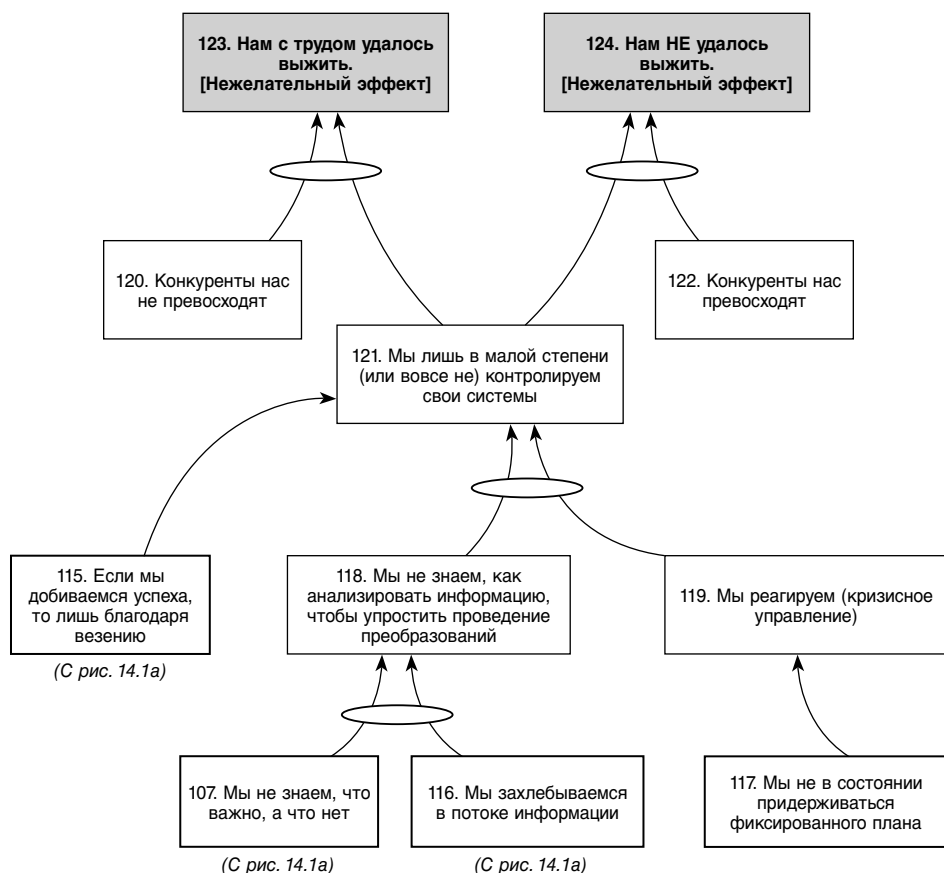 123. Нам с трудом удалось
выжить.
[Нежелательный эффект]
124. Нам НЕ удалось
выжить.
[Нежелательный эффект]
120. Конкуренты нас
не превосходят
122. Конкуренты нас
превосходят
121. Мы лишь в малой степени
(или вовсе не) контролируем
свои системы
115. Если мы
добиваемся успеха,
то лишь благодаря
везению
(С рис. 14.1а)
118. Мы не знаем, как
анализировать информацию,
чтобы упростить проведение
преобразований
119. Мы реагируем (кризисное
управление)
107. Мы не знаем, что
важно, а что нет
(С рис. 14.1а)
116. Мы захлебываемся
в потоке информации
(С рис. 14.1а)
117. Мы не в состоянии
придерживаться
фиксированного плана